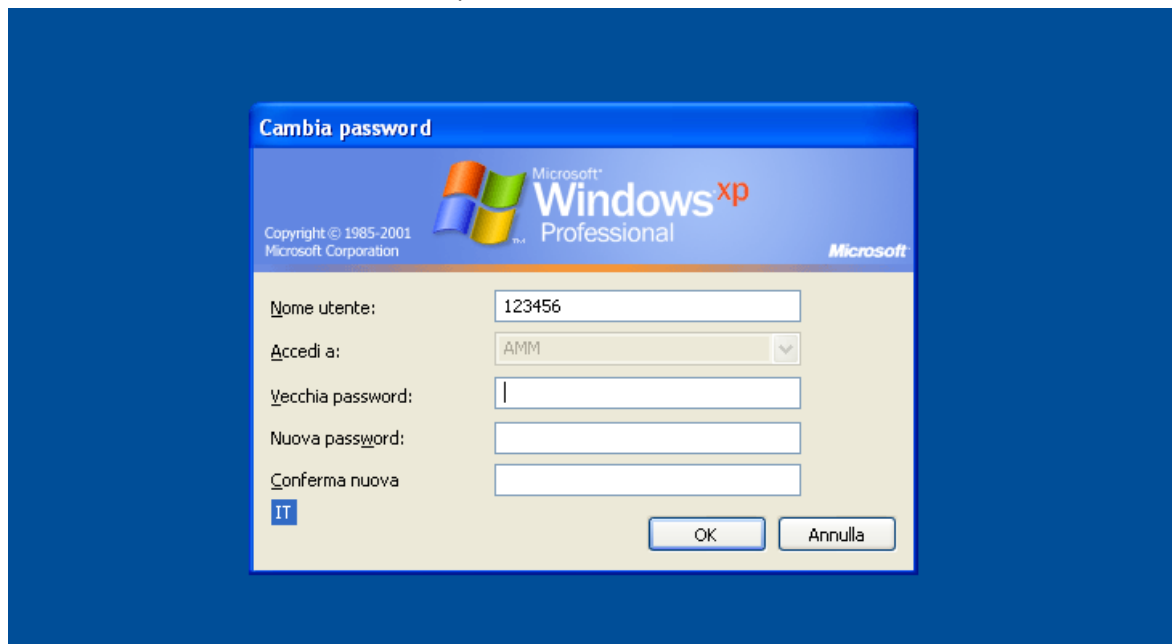 Cambia password
Microsoft
Windows xp
Professional
Copyright © 1985-2001
Microsoft Corporation
Microsoft
Nome utente: 123456
Accedi a: AMM
Vecchia password:
Nuova password:
Conferma nuova
IT
OK Annulla